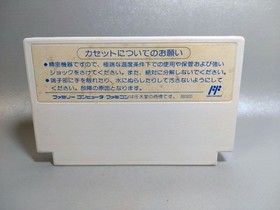 カセットについてのお願い
●精密機器ですので、極端な温度条件下での使用や保管および強い
ショックをさけてください。また、絶対に分解しないでください。
●端子部に手を触れたり、水にぬらしたりして汚さないようにして
ください。故障の原因となります。
ファミリーコンピュータ ファミコンは任天堂の商標です。
FF